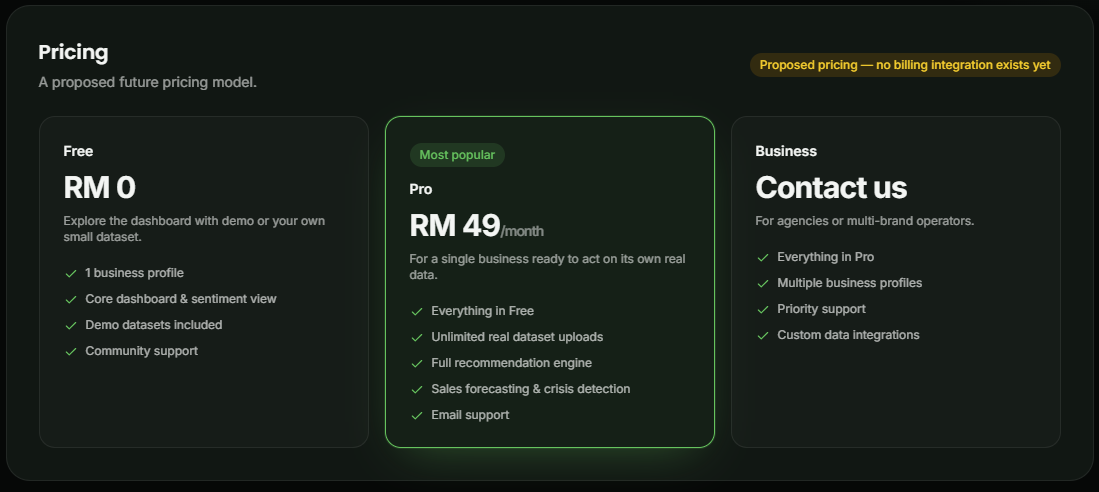 Pricing
A proposed future pricing model.
Proposed pricing — no billing integration exists yet
Free
RM 0
Explore the dashboard with demo or your own
small dataset.
1 business profile
Core dashboard & sentiment view
Demo datasets included
Community support
Most popular
Pro
RM 49/month
For a single business ready to act on its own real
data.
Everything in Free
Unlimited real dataset uploads
Full recommendation engine
Sales forecasting & crisis detection
Email support
Business
Contact us
For agencies or multi-brand operators.
Everything in Pro
Multiple business profiles
Priority support
Custom data integrations